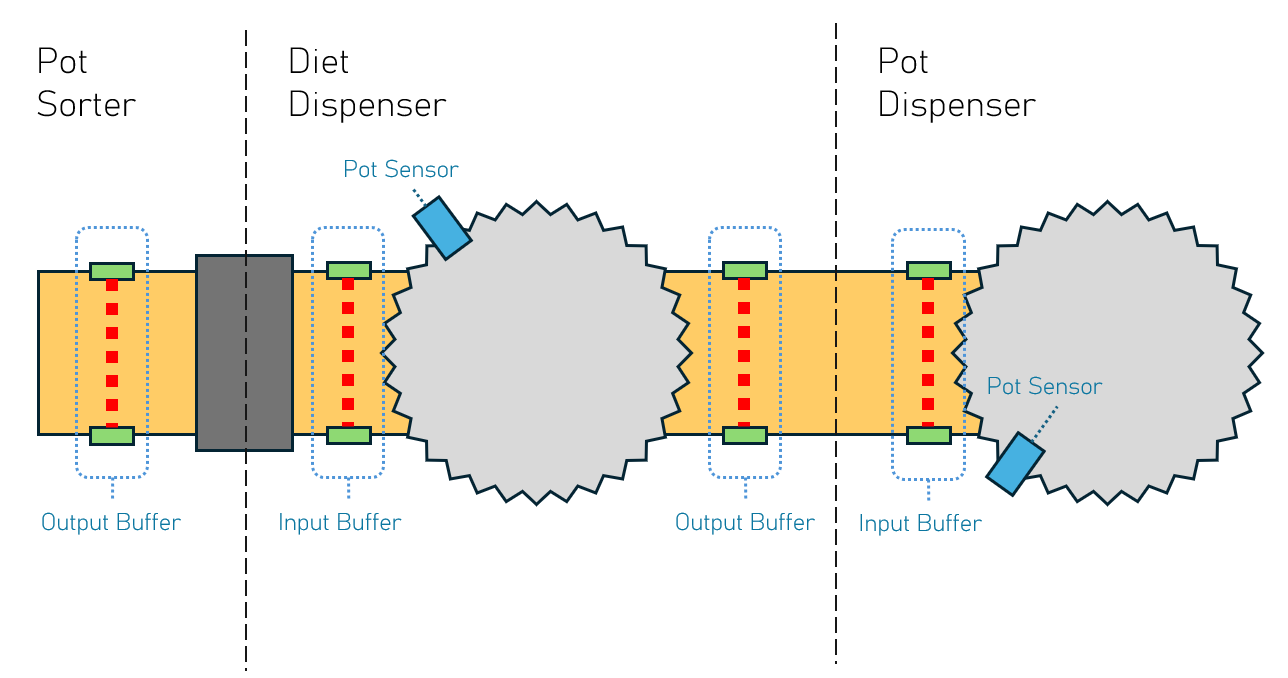 Pot
Sorter
Diet
Dispenser
Pot
Dispenser
Pot Sensor
Pot Sensor
Output Buffer
Input Buffer
Output Buffer
Input Buffer